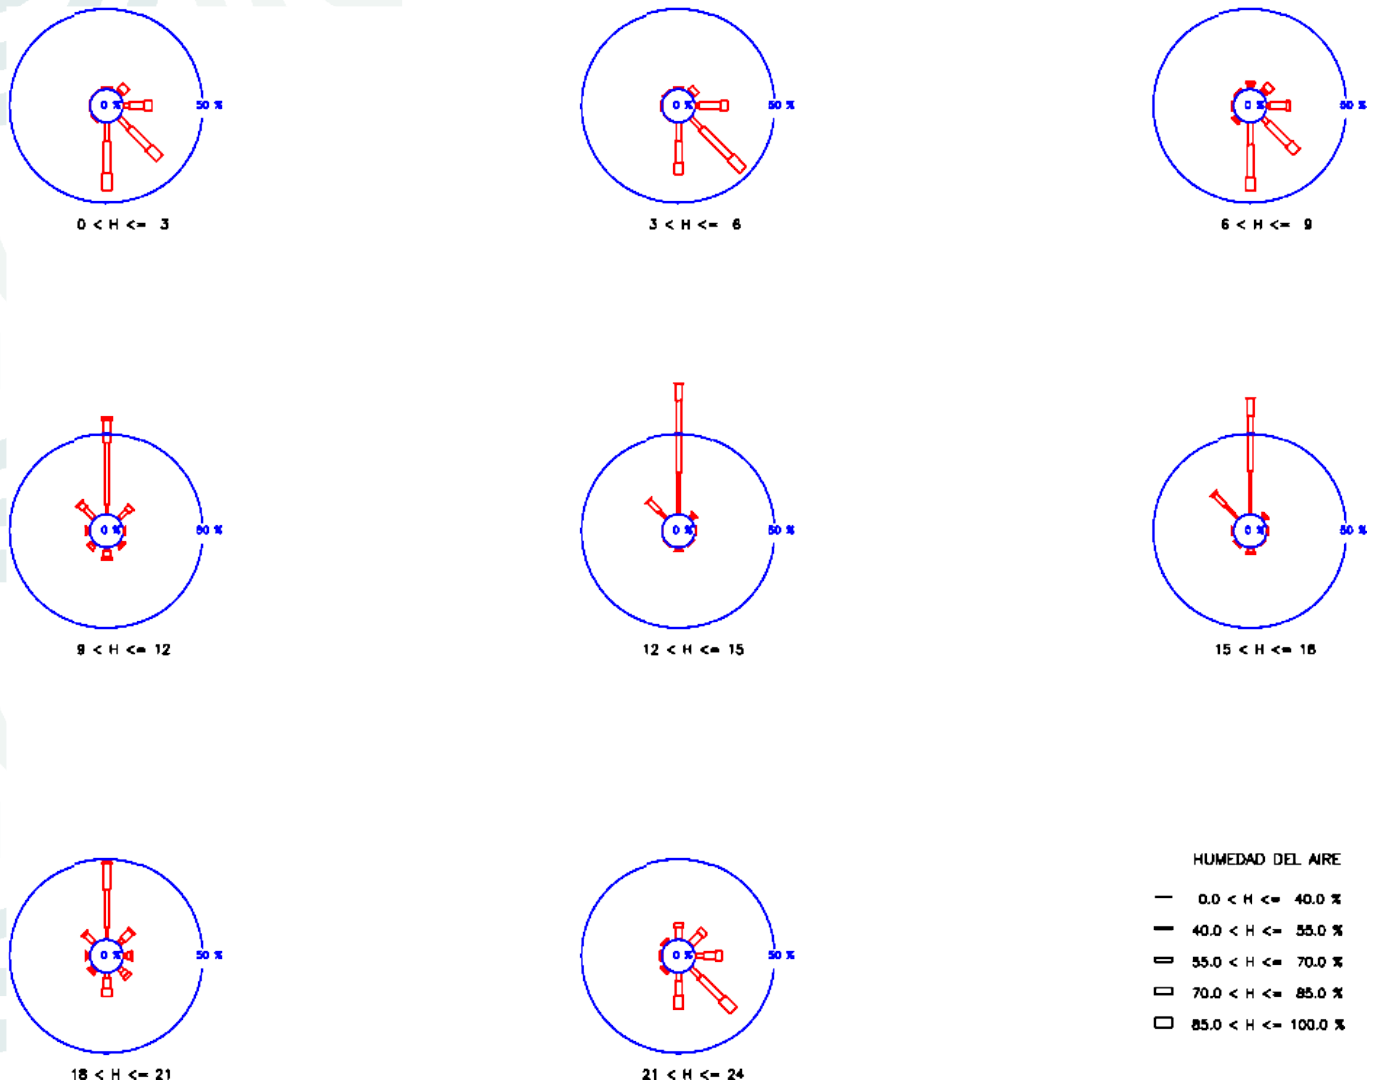 0 % 50 %
0 < H <= 3
0 % 50 %
3 < H <= 6
0 % 50 %
6 < H <= 9
0 % 50 %
9 < H <= 12
0 % 50 %
12 < H <= 15
0 % 50 %
15 < H <= 18
0 % 50 %
18 < H <= 21
0 % 50 %
21 < H <= 24
HUMEDAD DEL AIRE
0.0 < H <= 40.0 %
40.0 < H <= 55.0 %
55.0 < H <= 70.0 %
70.0 < H <= 85.0 %
85.0 < H <= 100.0 %